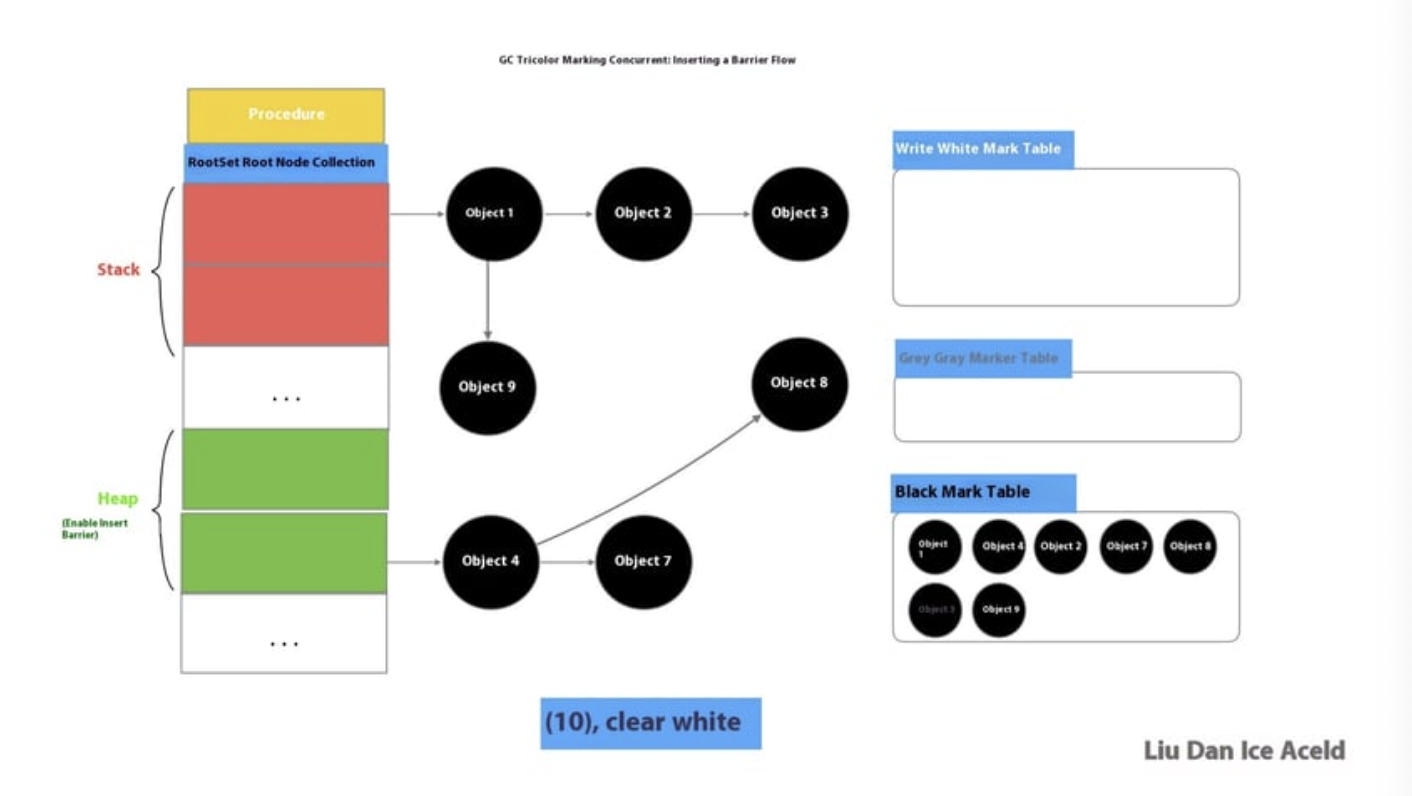 GC Tricolor Marking Concurrent: Inserting a Barrier Flow
Procedure
RootSet Root Node Collection
Stack
...
Heap
(Enable Insert
Barrier)
...
Object 1
Object 2
Object 3
Object 9
Object 8
Object 4
Object 7
Write White Mark Table
Grey Gray Marker Table
Black Mark Table
Object
1
Object 4
Object 2
Object 7
Object 8
Object 3
Object 9
(10), clear white
Liu Dan Ice Aceld